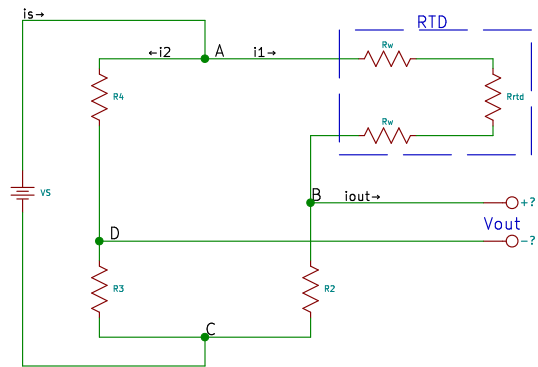 is→
RTD
←i2
A
i1→
Rw
R4
Rrtd
Rw
VS
B
iout→
+?
Vout
D
-?
R3
R2
C